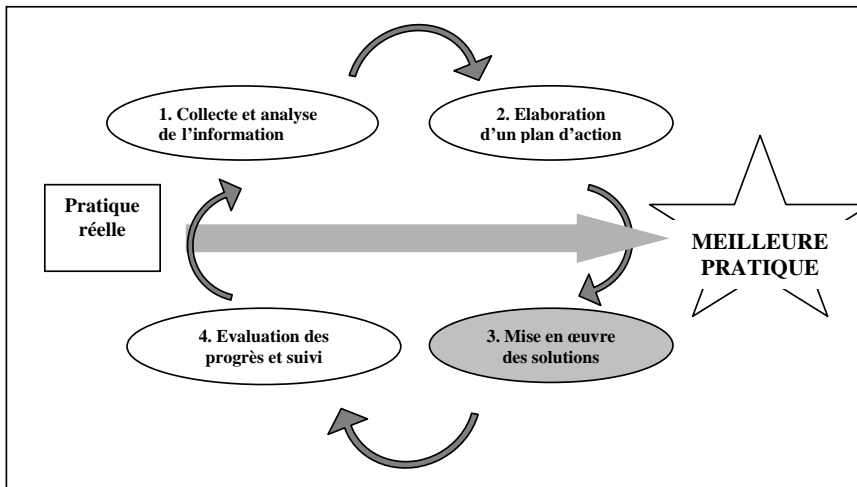 1. Collecte et analyse
de l’information
2. Elaboration
d’un plan d’action
Pratique
réelle
MEILLEURE
PRATIQUE
4. Evaluation des
progrès et suivi
3. Mise en œuvre
des solutions